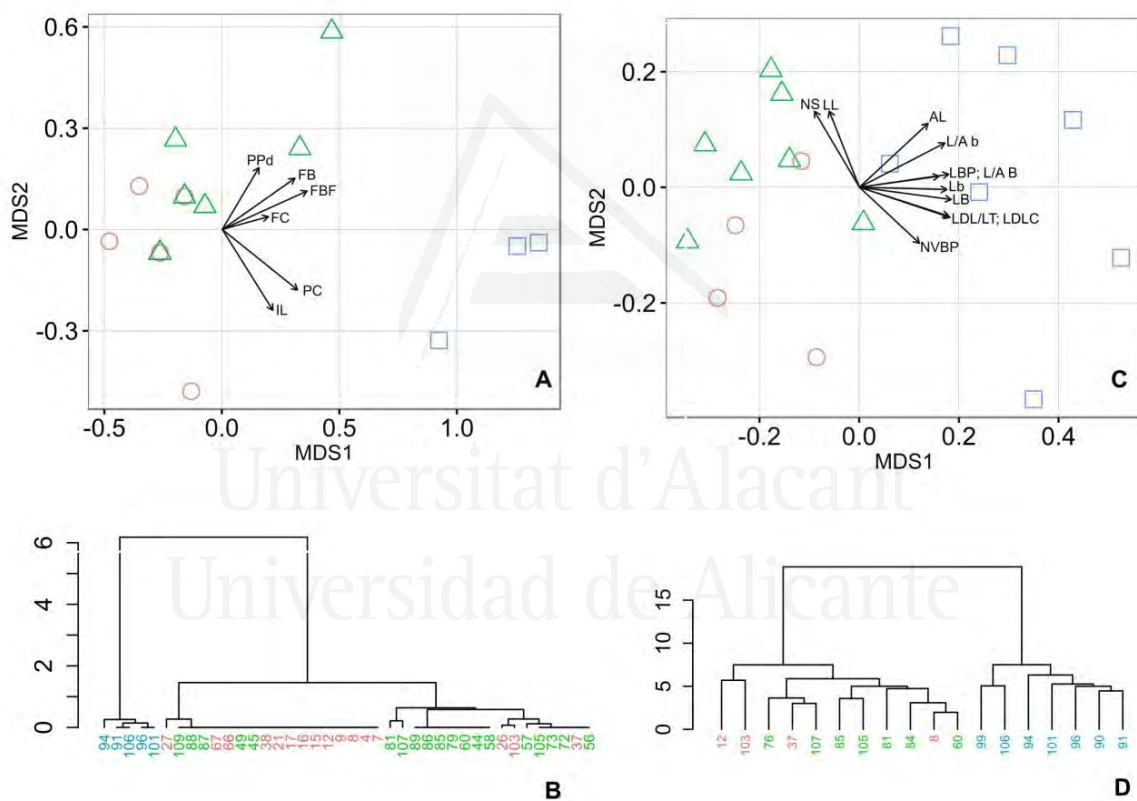 0.6
0.3
0.0
-0.3
MDS2
PPd
FB
FBF
FC
PC
IL
A
-0.5
0.0
0.5
1.0
MDS1
0.2
0.0
-0.2
MDS2
NS LL
AL
L/A b
LBP; L/A B
Lb
LB
LDL/LT; LDLC
NVBP
C
-0.2
0.0
0.2
0.4
MDS1
Universitat d'Alacant
Universidad de Alicante
6
4
2
0
94 91 106 96 101 27 109 88 87 67 66 49 45 38 21 17 16 15 12 9 8 4 7 81 107 89 86 85 79 60 44 58 26 103 57 105 73 72 37 56
B
15
10
5
0
12 103 76 37 107 85 105 81 84 8 60 99 106 94 101 96 90 91
D